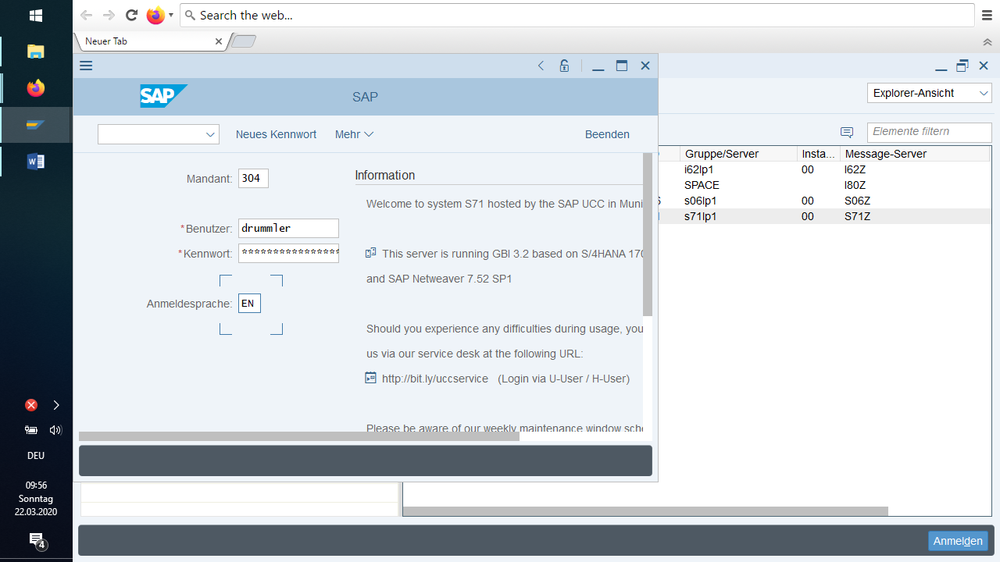 Search the web...
Neuer Tab
SAP
SAP
Neues Kennwort
Mehr
Beenden
Mandant:
304
*Benutzer:
drummler
*Kennwort:
****************
Anmeldesprache:
EN
Information
Welcome to system S71 hosted by the SAP UCC in Muni
This server is running GBI 3.2 based on S/4HANA 170
and SAP Netweaver 7.52 SP1
Should you experience any difficulties during usage, you
us via our service desk at the following URL:
http://bit.ly/uccservice (Login via U-User / H-User)
Please be aware of our weekly maintenance window sche
Explorer-Ansicht
Elemente filtern
Gruppe/Server Insta... Message-Server
i62lp1 00 I62Z
SPACE I80Z
s06lp1 00 S06Z
s71lp1 00 S71Z
Anmelden
DEU
09:56
Sonntag
22.03.2020
4